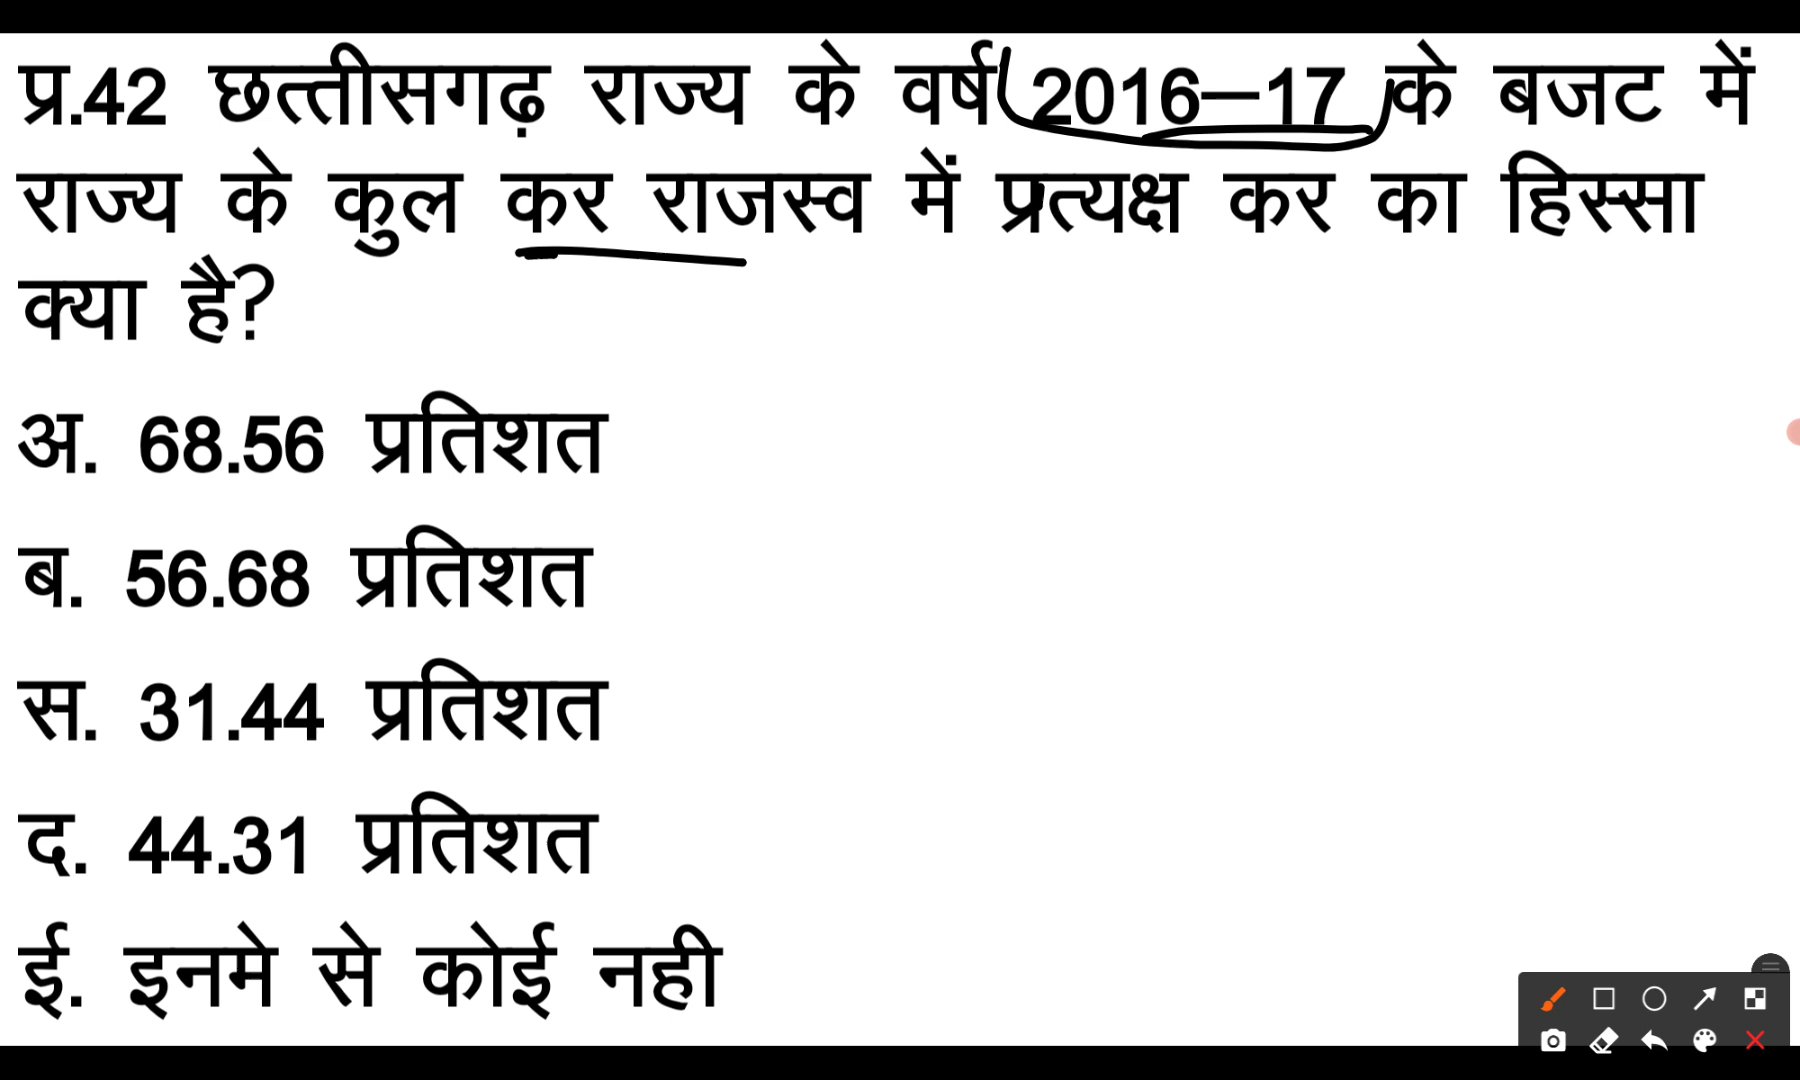 प्र.42 छत्तीसगढ़ राज्य के वर्ष 2016–17 के बजट में
राज्य के कुल कर राजस्व में प्रत्यक्ष कर का हिस्सा
क्या है?
अ. 68.56 प्रतिशत
ब. 56.68 प्रतिशत
स. 31.44 प्रतिशत
द. 44.31 प्रतिशत
ई. इनमे से कोई नही